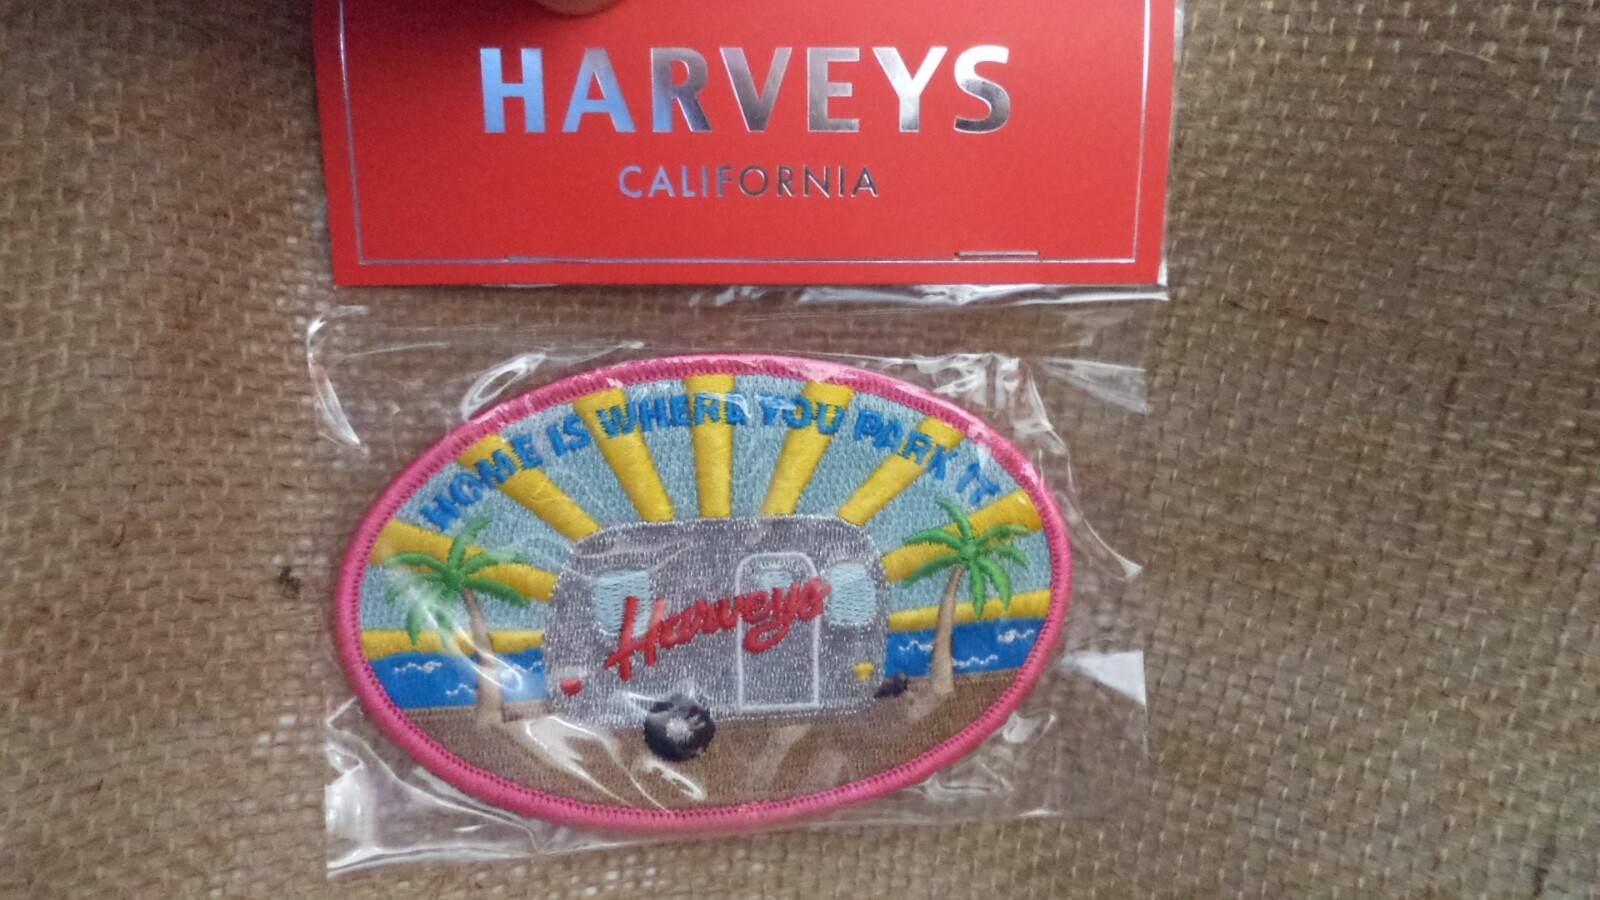 HARVEYS
CALIFORNIA
HOME IS WHERE YOU PARK IT
Harveys